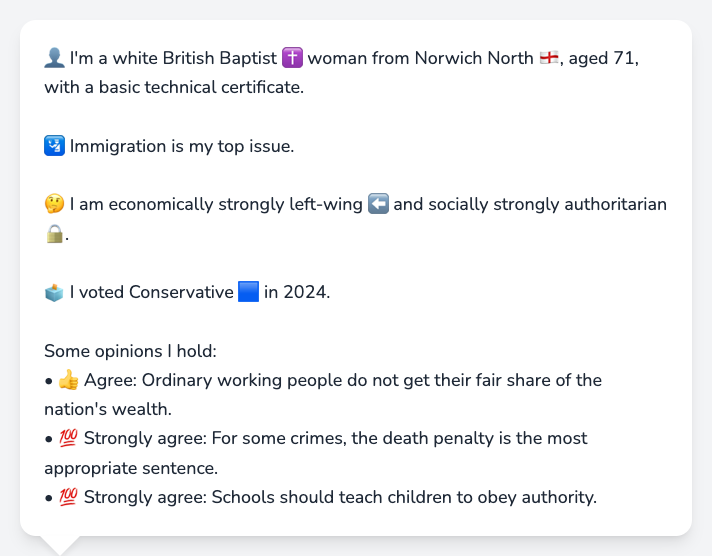 👤 I'm a white British Baptist ✝️ woman from Norwich North 🏴󠁧󠁢󠁥󠁮󠁧󠁿, aged 71,
with a basic technical certificate.
🛂 Immigration is my top issue.
🤔 I am economically strongly left-wing ⬅️ and socially strongly authoritarian
🔒.
🗳️ I voted Conservative 🟦 in 2024.
Some opinions I hold:
• 👍 Agree: Ordinary working people do not get their fair share of the
nation's wealth.
• 💯 Strongly agree: For some crimes, the death penalty is the most
appropriate sentence.
• 💯 Strongly agree: Schools should teach children to obey authority.